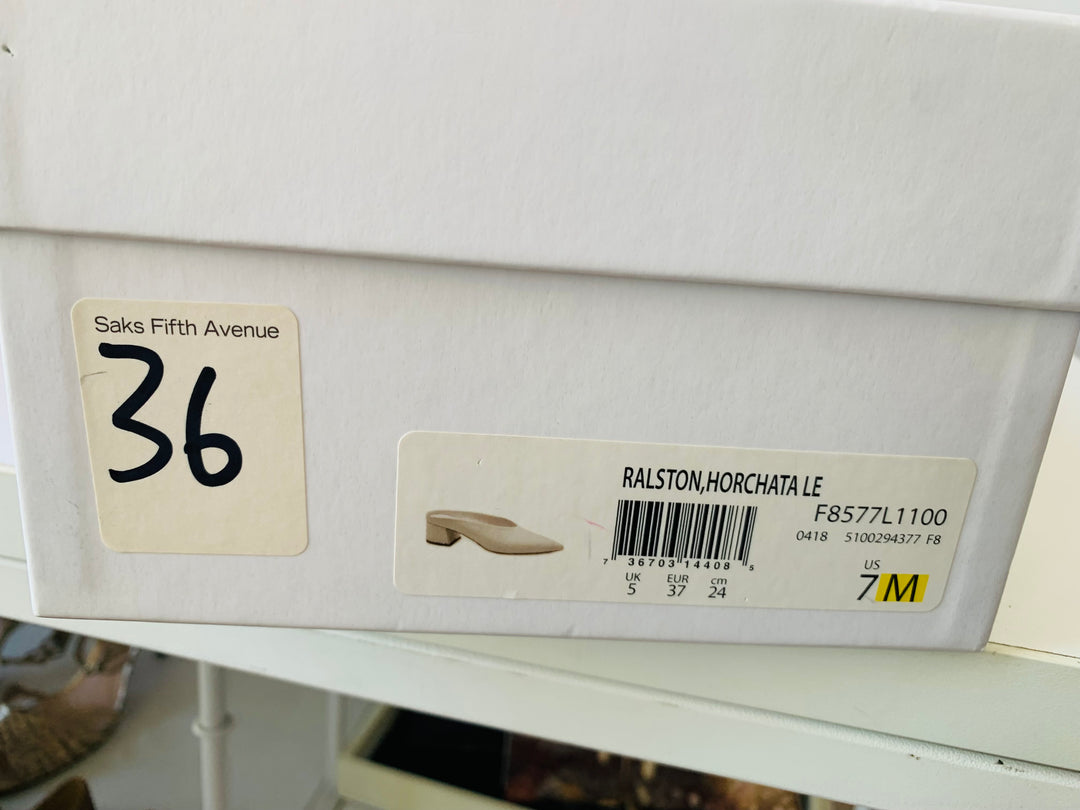 Saks Fifth Avenue
36
RALSTON,HORCHATA LE
F8577L1100
0418 5100294377 F8
7 36703 14408 5
UK EUR cm
5 37 24
US
7 M